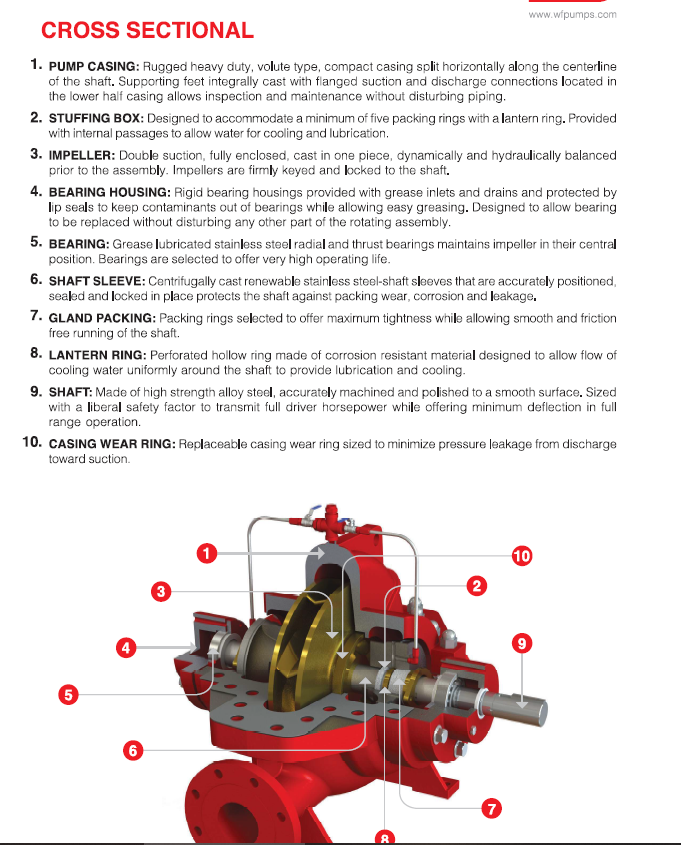 www.wfpumps.com
CROSS SECTIONAL
1. PUMP CASING: Rugged heavy duty, volute type, compact casing split horizontally along the centerline
of the shaft. Supporting feet integrally cast with flanged suction and discharge connections located in
the lower half casing allows inspection and maintenance without disturbing piping.
2. STUFFING BOX: Designed to accommodate a minimum of five packing rings with a lantern ring. Provided
with internal passages to allow water for cooling and lubrication.
3. IMPELLER: Double suction, fully enclosed, cast in one piece, dynamically and hydraulically balanced
prior to the assembly. Impellers are firmly keyed and locked to the shaft.
4. BEARING HOUSING: Rigid bearing housings provided with grease inlets and drains and protected by
lip seals to keep contaminants out of bearings while allowing easy greasing. Designed to allow bearing
to be replaced without disturbing any other part of the rotating assembly.
5. BEARING: Grease lubricated stainless steel radial and thrust bearings maintains impeller in their central
position. Bearings are selected to offer very high operating life.
6. SHAFT SLEEVE: Centrifugally cast renewable stainless steel-shaft sleeves that are accurately positioned,
sealed and locked in place protects the shaft against packing wear, corrosion and leakage.
7. GLAND PACKING: Packing rings selected to offer maximum tightness while allowing smooth and friction
free running of the shaft.
8. LANTERN RING: Perforated hollow ring made of corrosion resistant material designed to allow flow of
cooling water uniformly around the shaft to provide lubrication and cooling.
9. SHAFT: Made of high strength alloy steel, accurately machined and polished to a smooth surface. Sized
with a liberal safety factor to transmit full driver horsepower while offering minimum deflection in full
range operation.
10. CASING WEAR RING: Replaceable casing wear ring sized to minimize pressure leakage from discharge
toward suction.
1
10
2
3
9
4
5
6
7
8